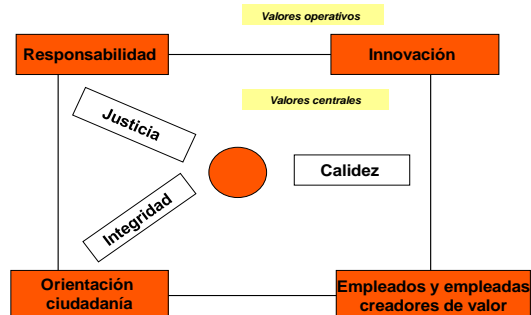 Valores operativos
Responsabilidad
Innovación
Valores centrales
Justicia
Calidez
Integridad
Orientación
ciudadanía
Empleados y empleadas
creadores de valor